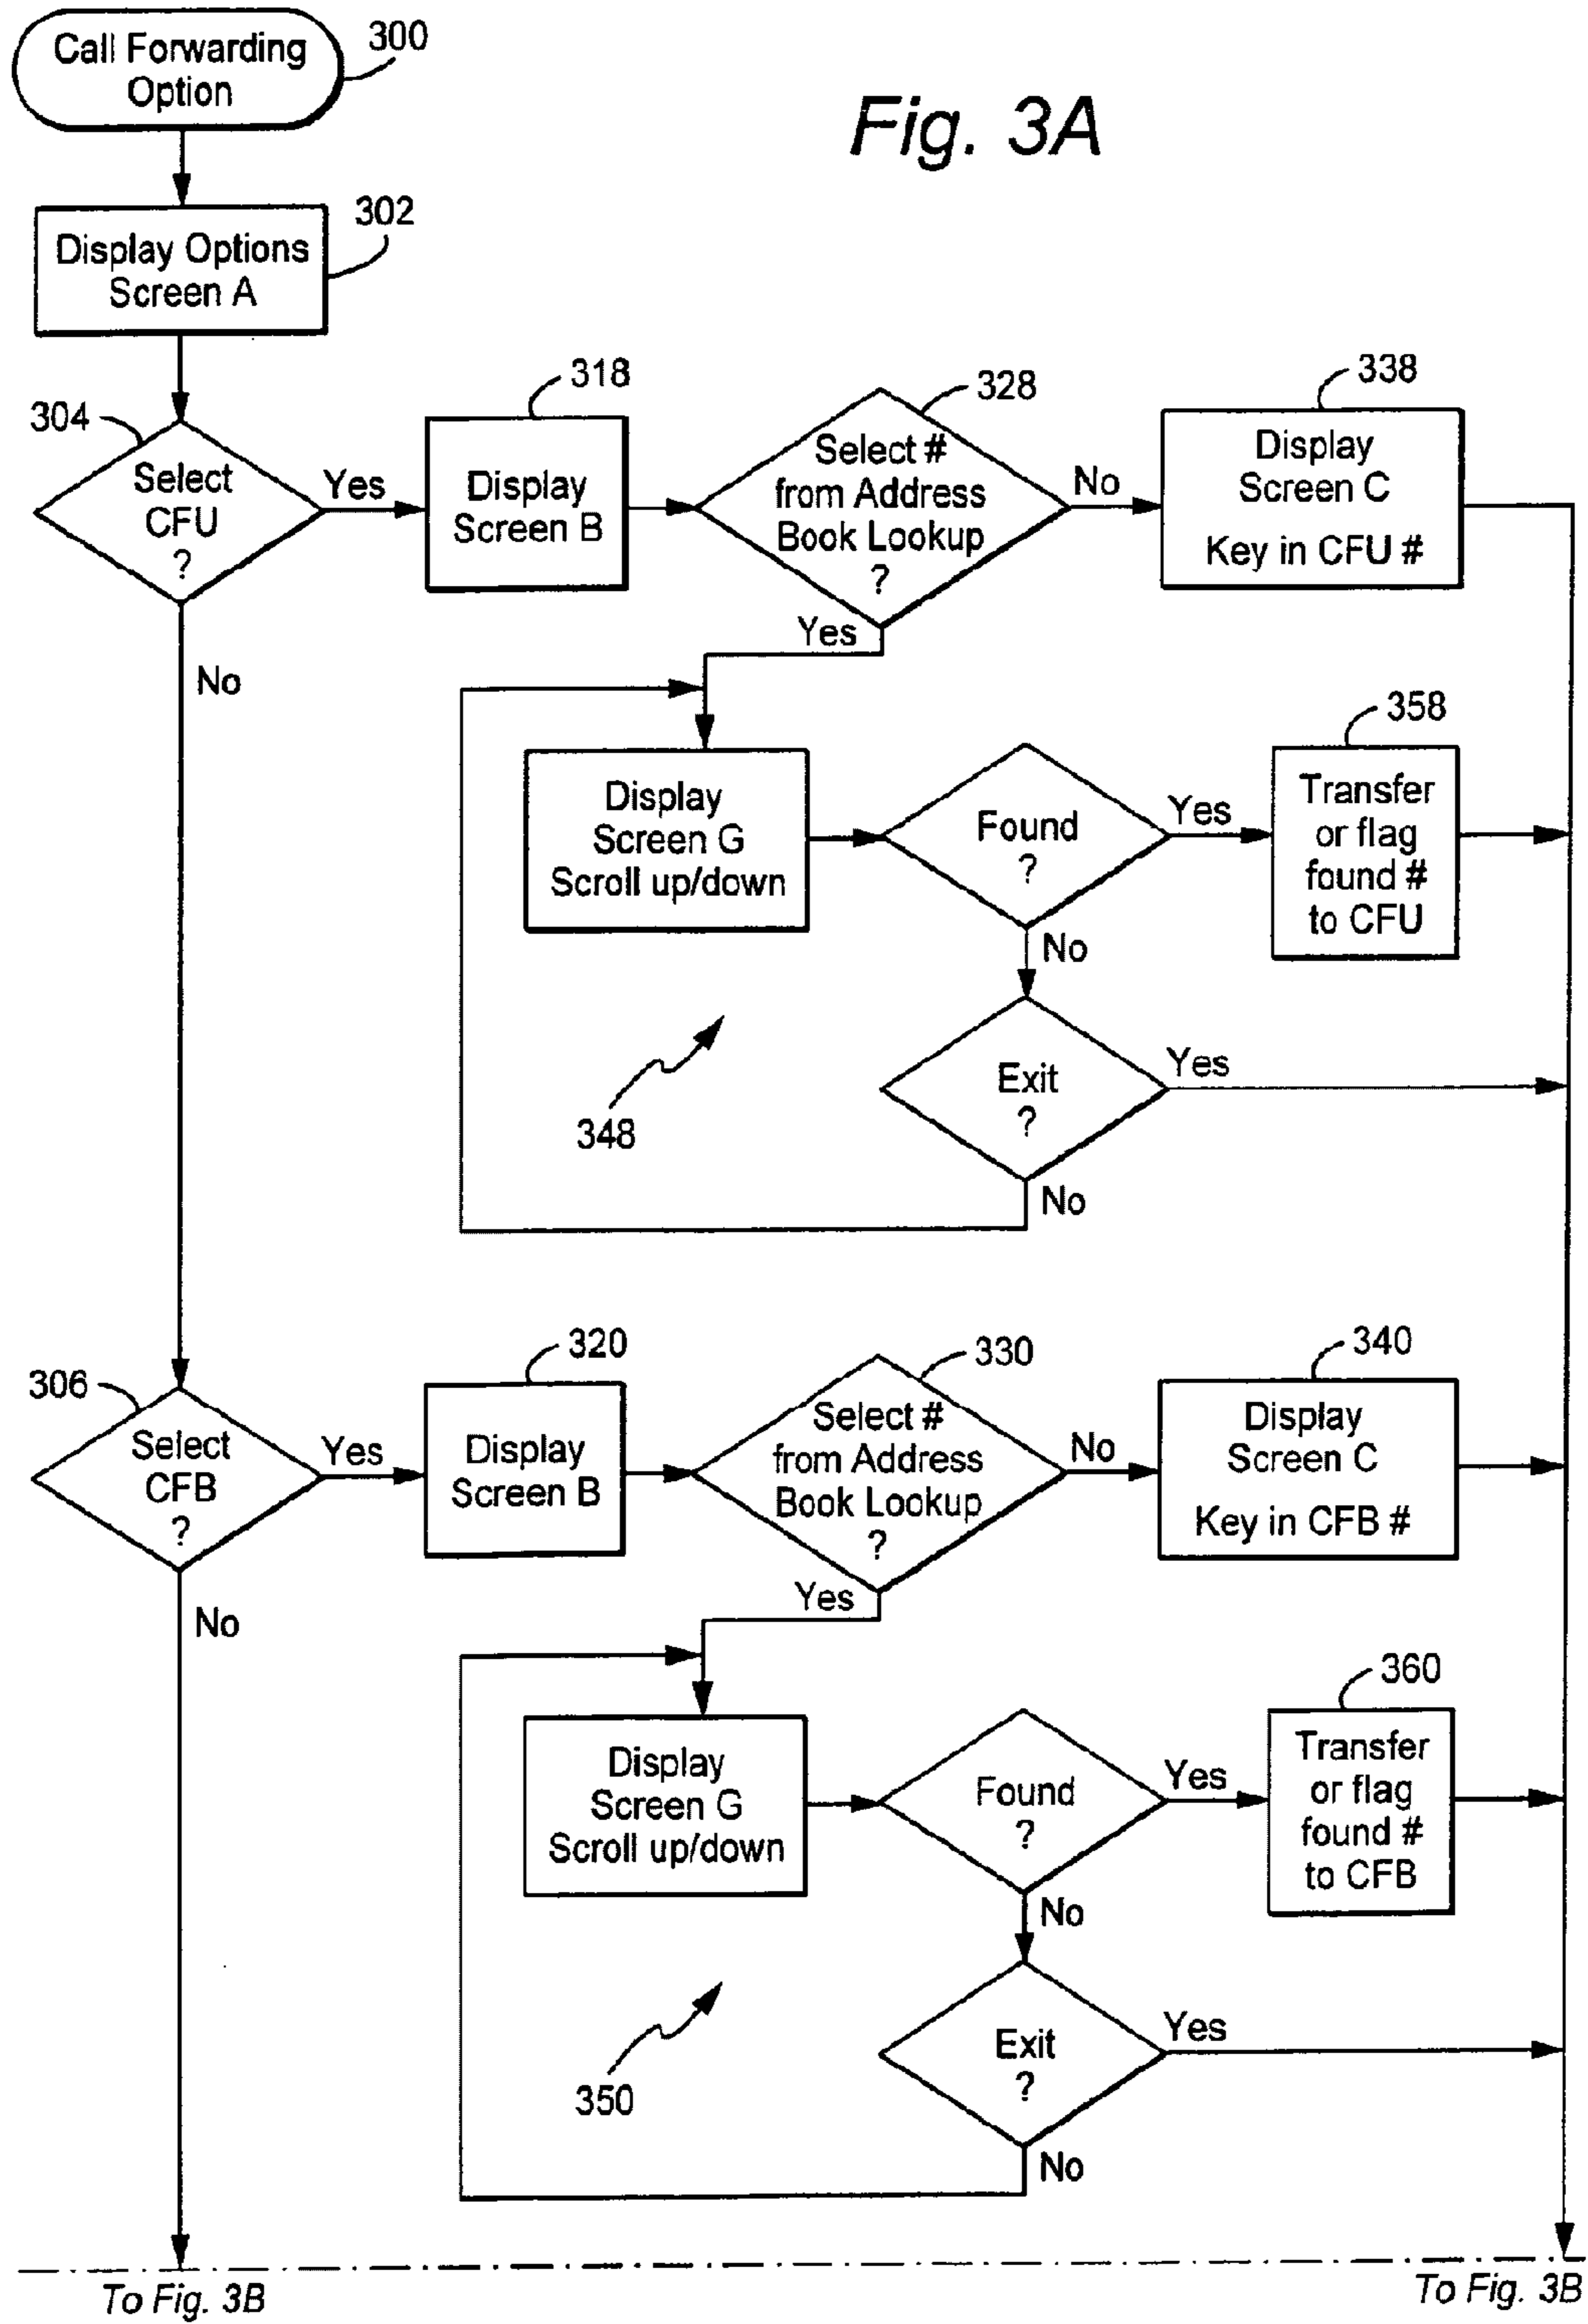 Call Forwarding
Option
300
Fig. 3A
Display Options
Screen A
302
304
Select
CFU
?
Yes
No
318
Display
Screen B
328
Select #
from Address
Book Lookup
?
No
Yes
338
Display
Screen C
Key in CFU #
Display
Screen G
Scroll up/down
Found
?
Yes
No
358
Transfer
or flag
found #
to CFU
348
Exit
?
Yes
No
306
Select
CFB
?
Yes
No
320
Display
Screen B
330
Select #
from Address
Book Lookup
?
No
Yes
340
Display
Screen C
Key in CFB #
Display
Screen G
Scroll up/down
Found
?
Yes
No
360
Transfer
or flag
found #
to CFB
350
Exit
?
Yes
No
To Fig. 3B
To Fig. 3B